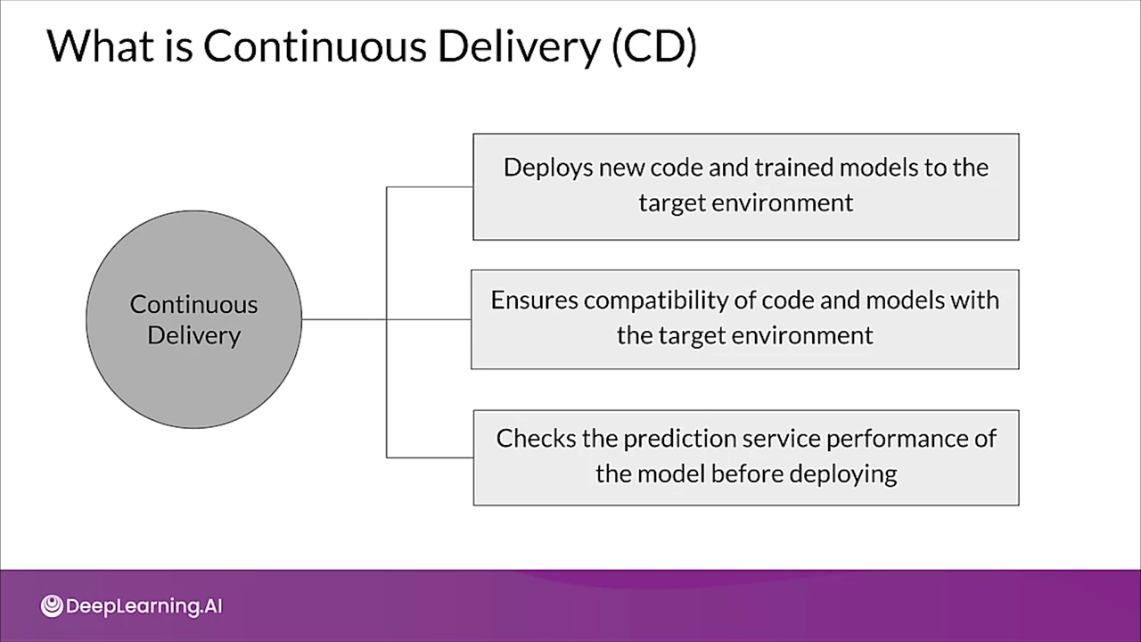 What is Continuous Delivery (CD)
Continuous
Delivery
Deploys new code and trained models to the
target environment
Ensures compatibility of code and models with
the target environment
Checks the prediction service performance of
the model before deploying
DeepLearning.AI